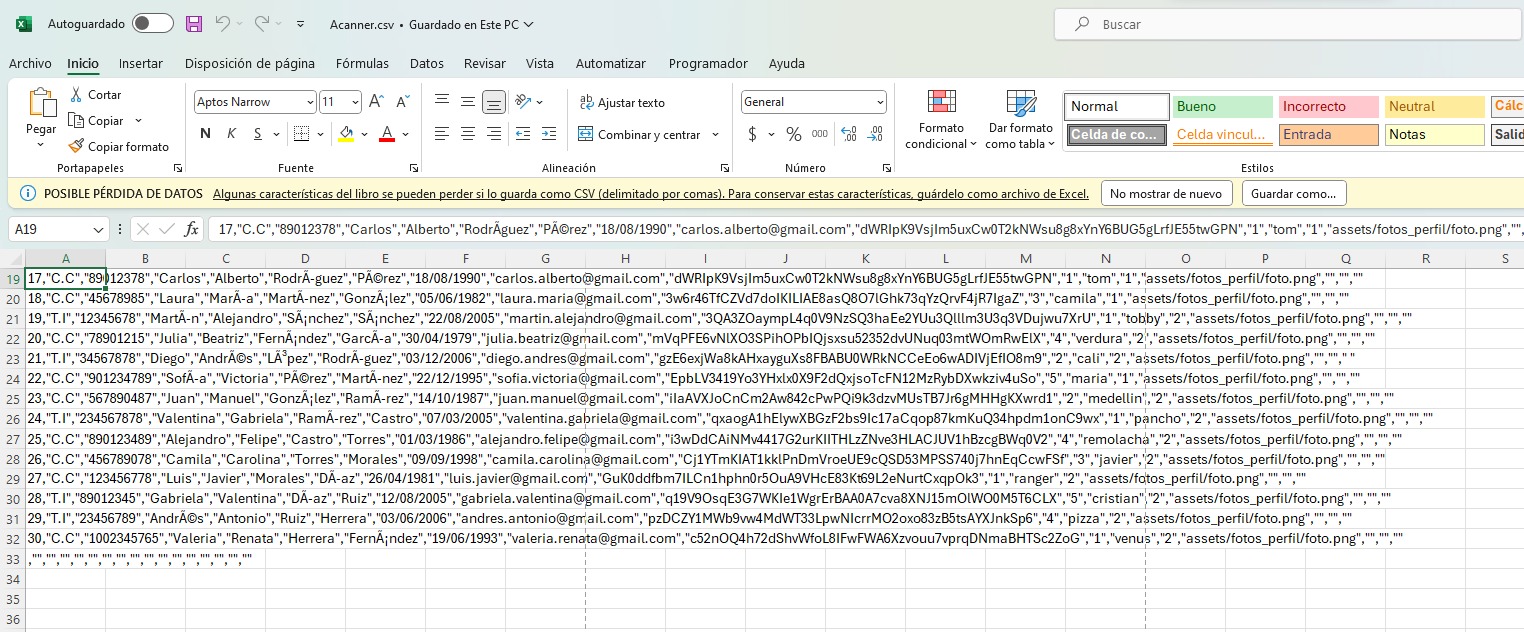 Autoguardado
Acanner.csv • Guardado en Este PC
Buscar
Archivo Inicio Insertar Disposición de página Fórmulas Datos Revisar Vista Automatizar Programador Ayuda
Pegar
Cortar
Copiar
Copiar formato
Portapapeles
Aptos Narrow 11
N K S
Fuente
Ajustar texto
Combinar y centrar
Alineación
General
$ % 000
Número
Formato condicional
Dar formato como tabla
Normal Bueno Incorrecto Neutral
Celda de co... Celda vincul... Entrada Notas
Estilos
POSIBLE PÉRDIDA DE DATOS Algunas características del libro se pueden perder si lo guarda como CSV (delimitado por comas). Para conservar estas características, guárdelo como archivo de Excel. No mostrar de nuevo Guardar como...
A19 fx 17,"C.C","89012378","Carlos","Alberto","RodrÃguez","PÃ©rez","18/08/1990","carlos.alberto@gmail.com","dWRIpK9VsjIm5uxCw0T2kNWsu8g8xYnY6BUG5gLrfJE55twGPN","1","tom","1","assets/fotos_perfil/foto.png","",""
A B C D E F G H I J K L M N O P Q R S
19 17,"C.C","89012378","Carlos","Alberto","RodrÃ-guez","PÃ©rez","18/08/1990","carlos.alberto@gmail.com","dWRIpK9VsjIm5uxCw0T2kNWsu8g8xYnY6BUG5gLrfJE55twGPN","1","tom","1","assets/fotos_perfil/foto.png","","",""
20 18,"C.C","45678985","Laura","MarÃ-a","MartÃ-nez","GonzÃ¡lez","05/06/1982","laura.maria@gmail.com","3w6r46TfCZVd7doIKILIAE8asQ8O7lGhk73qYzQrvF4jR7IgaZ","3","camila","1","assets/fotos_perfil/foto.png","","",""
21 19,"T.I","12345678","MartÃ-n","Alejandro","SÃ¡nchez","SÃ¡nchez","22/08/2005","martin.alejandro@gmail.com","3QA3ZOaympL4q0V9NzSQ3haEe2YUu3Qlllm3U3q3VDujwu7XrU","1","tobby","2","assets/fotos_perfil/foto.png","","",""
22 20,"C.C","78901215","Julia","Beatriz","FernÃ¡ndez","GarcÃ-a","30/04/1979","julia.beatriz@gmail.com","mVqPFE6vNlXO3SPihOPbIQjsxsu52352dvUNuq03mtWOmRwElX","4","verdura","2","assets/fotos_perfil/foto.png","","",""
23 21,"T.I","34567878","Diego","AndrÃ©s","LÃ³pez","RodrÃ-guez","03/12/2006","diego.andres@gmail.com","gzE6exjWa8kAHxayguXs8FBABU0WRkNCCeEo6wADIVjEfIO8m9","2","cali","2","assets/fotos_perfil/foto.png","","",""
24 22,"C.C","901234789","SofÃ-a","Victoria","PÃ©rez","MartÃ-nez","22/12/1995","sofia.victoria@gmail.com","EpbLV3419Yo3YHxlx0X9F2dQxjsoTcFN12MzRybDXwkziv4uSo","5","maria","1","assets/fotos_perfil/foto.png","","",""
25 23,"C.C","567890487","Juan","Manuel","GonzÃ¡lez","RamÃ-rez","14/10/1987","juan.manuel@gmail.com","iIaAVXJoCnCm2Aw842cPwPQi9k3dzvMUsTB7Jr6gMHHgKXwrd1","2","medellin","2","assets/fotos_perfil/foto.png","","",""
26 24,"T.I","234567878","Valentina","Gabriela","RamÃ-rez","Castro","07/03/2005","valentina.gabriela@gmail.com","qxaogA1hElywXBGzF2bs9Ic17aCqop87kmKuQ34hpdm1onC9wx","1","pancho","2","assets/fotos_perfil/foto.png","","",""
27 25,"C.C","890123489","Alejandro","Felipe","Castro","Torres","01/03/1986","alejandro.felipe@gmail.com","i3wDdCAiNMv4417G2urKIITHLzZNve3HLACJUV1hBzcgBWq0V2","4","remolacha","2","assets/fotos_perfil/foto.png","","",""
28 26,"C.C","456789078","Camila","Carolina","Torres","Morales","09/09/1998","camila.carolina@gmail.com","Cj1YTmKIAT1kklPnDmVroeUE9cQSD53MPSS740j7hnEqCcwFSf","3","javier","2","assets/fotos_perfil/foto.png","","",""
29 27,"C.C","123456778","Luis","Javier","Morales","DÃ-az","26/04/1981","luis.javier@gmail.com","GuK0ddfbm7ILCn1hphn0r5OuA9VHcE83Kt69L2eNurtCxqpOk3","1","ranger","2","assets/fotos_perfil/foto.png","","",""
30 28,"T.I","89012345","Gabriela","Valentina","DÃ-az","Ruiz","12/08/2005","gabriela.valentina@gmail.com","q19V9OsqE3G7WKIe1WgrErBAA0A7cva8XNJ15mOlWO0M5T6CLX","5","cristian","2","assets/fotos_perfil/foto.png","","",""
31 29,"T.I","23456789","AndrÃ©s","Antonio","Ruiz","Herrera","03/06/2006","andres.antonio@gmail.com","pzDCZY1MWb9vw4MdWT33LpwNIcrrMO2oxo83zB5tsAYXJnkSp6","4","pizza","2","assets/fotos_perfil/foto.png","","",""
32 30,"C.C","1002345765","Valeria","Renata","Herrera","FernÃ¡ndez","19/06/1993","valeria.renata@gmail.com","c52nOQ4h72dShvWfoL8IFwFWA6Xzvouu7vprqDNmaBHTSc2ZoG","1","venus","2","assets/fotos_perfil/foto.png","","",""
33 ,"","","","","","","","","","","","","","","","",""
34
35
36